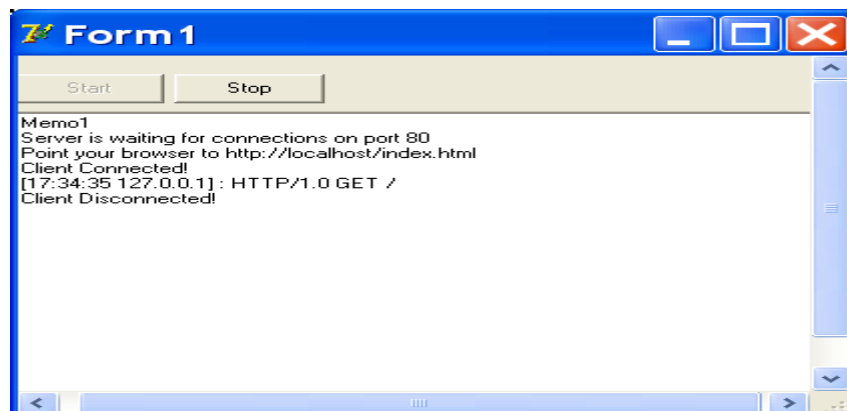 Form1
Start Stop
Memo1
Server is waiting for connections on port 80
Point your browser to http://localhost/index.html
Client Connected!
[17:34:35 127.0.0.1] : HTTP/1.0 GET /
Client Disconnected!